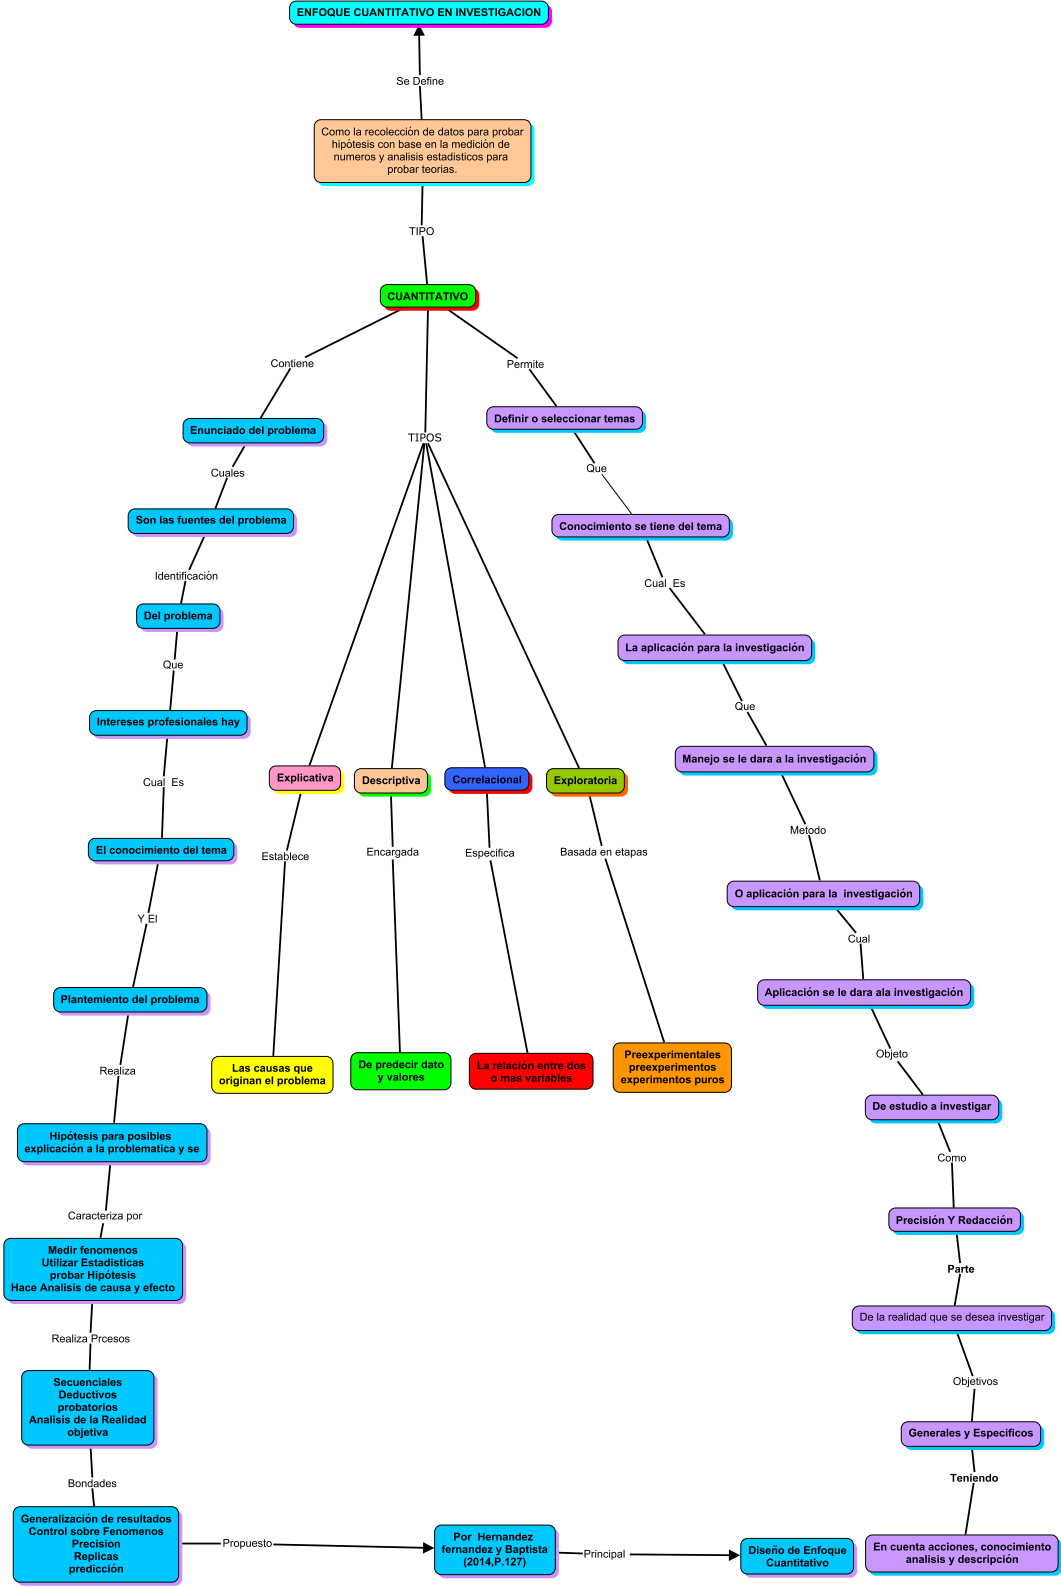 ENFOQUE CUANTITATIVO EN INVESTIGACION
Se Define
Como la recolección de datos para probar
hipótesis con base en la medición de
numeros y analisis estadisticos para
probar teorias.
TIPO
CUANTITATIVO
Contiene
Enunciado del problema
Cuales
Son las fuentes del problema
Identificación
Del problema
Que
Intereses profesionales hay
Cual  Es
El conocimiento del tema
Y El
Plantemiento del problema
Realiza
Hipótesis para posibles
explicación a la problematica y se
Caracteriza por
Medir fenomenos
Utilizar Estadisticas
probar Hipótesis
Hace Analisis de causa y efecto
Realiza Prcesos
Secuenciales
Deductivos
probatorios
Analisis de la Realidad
objetiva
Bondades
Generalización de resultados
Control sobre Fenomenos
Precision
Replicas
predicción
Propuesto
Por  Hernandez
fernandez y Baptista
(2014,P.127)
Principal
Diseño de Enfoque
Cuantitativo
TIPOS
Explicativa
Establece
Las causas que
originan el problema
Descriptiva
Encargada
De predecir dato
y valores
Correlacional
Especifica
La relación entre dos
o mas variables
Exploratoria
Basada en etapas
Preexperimentales
preexperimentos
experimentos puros
Permite
Definir o seleccionar temas
Que
Conocimiento se tiene del tema
Cual  Es
La aplicación para la investigación
Que
Manejo se le dara a la investigación
Metodo
O aplicación para la  investigación
Cual
Aplicación se le dara ala investigación
Objeto
De estudio a investigar
Como
Precisión Y Redacción
Parte
De la realidad que se desea investigar
Objetivos
Generales y Especificos
Teniendo
En cuenta acciones, conocimiento
analisis y descripción